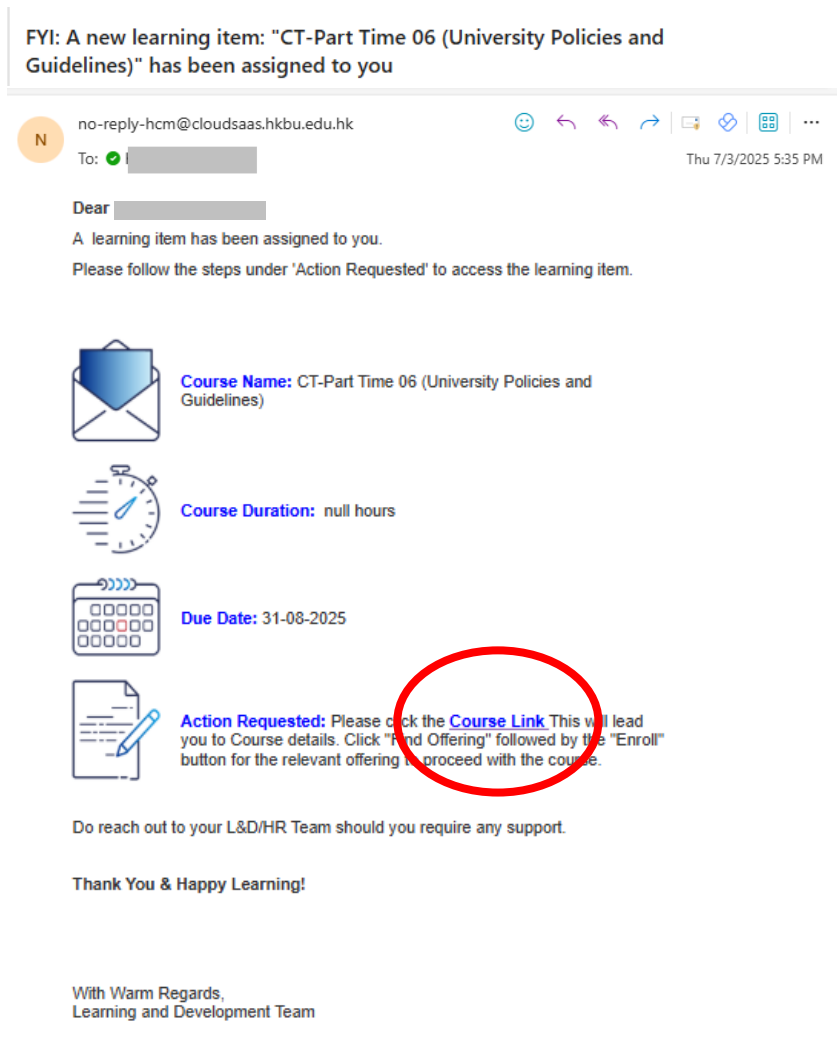 FYI: A new learning item: "CT-Part Time 06 (University Policies and
Guidelines)" has been assigned to you
N
no-reply-hcm@cloudsaas.hkbu.edu.hk
To:
Thu 7/3/2025 5:35 PM
Dear
A learning item has been assigned to you.
Please follow the steps under 'Action Requested' to access the learning item.
Course Name: CT-Part Time 06 (University Policies and
Guidelines)
Course Duration: null hours
Due Date: 31-08-2025
Action Requested: Please click the Course Link This will lead
you to Course details. Click "Find Offering" followed by the "Enroll"
button for the relevant offering to proceed with the course.
Do reach out to your L&D/HR Team should you require any support.
Thank You & Happy Learning!
With Warm Regards,
Learning and Development Team